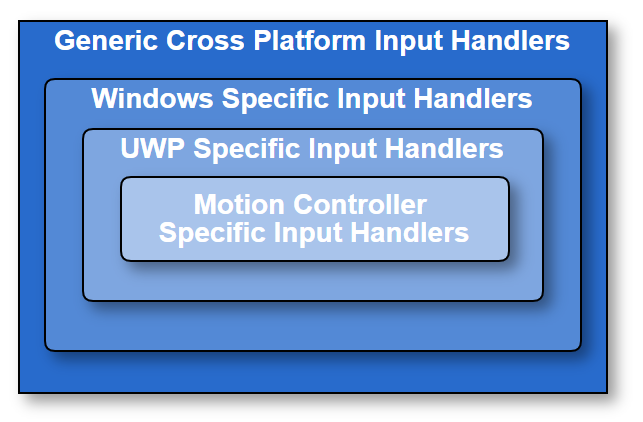 Generic Cross Platform Input Handlers
Windows Specific Input Handlers
UWP Specific Input Handlers
Motion Controller
Specific Input Handlers